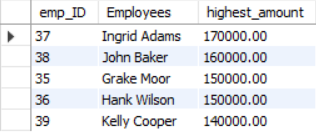 emp_ID Employees highest_amount
37 Ingrid Adams 170000.00
38 John Baker 160000.00
35 Grake Moor 150000.00
36 Hank Wilson 150000.00
39 Kelly Cooper 140000.00